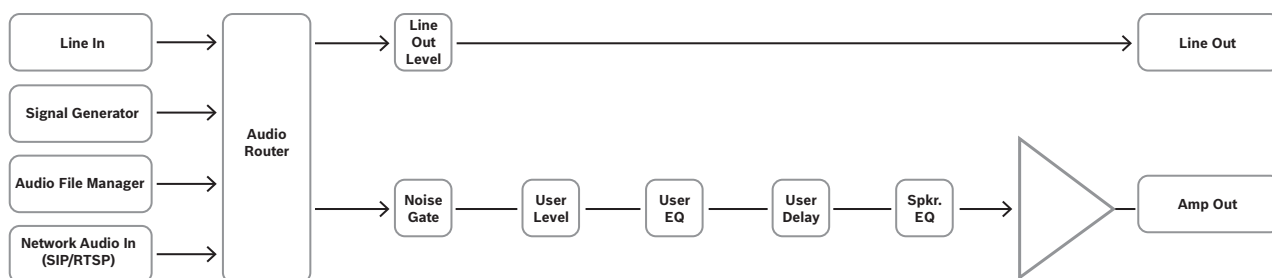 Line In
Signal Generator
Audio File Manager
Network Audio In
(SIP/RTSP)
Audio
Router
Line
Out
Level
Line Out
Noise
Gate
User
Level
User
EQ
User
Delay
Spkr.
EQ
Amp Out